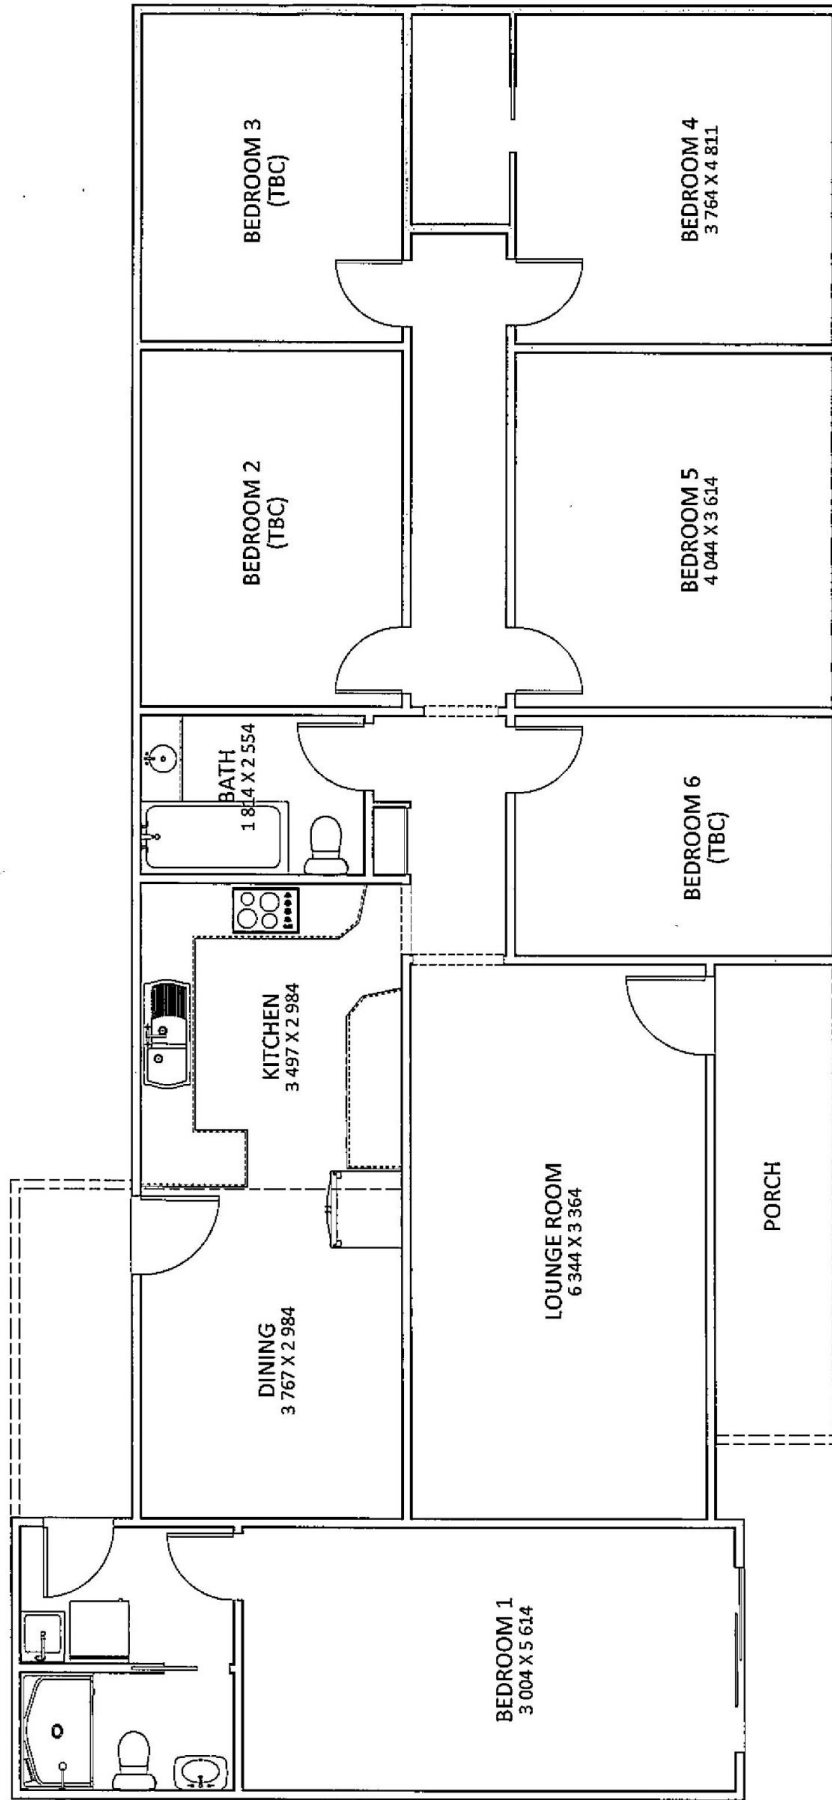 BEDROOM 3
(TBC)
BEDROOM 4
3 764 X 4 811
BEDROOM 2
(TBC)
BEDROOM 5
4 044 X 3 614
BATH
1 814 X 2 554
BEDROOM 6
(TBC)
KITCHEN
3 497 X 2 984
DINING
3 767 X 2 984
LOUNGE ROOM
6 344 X 3 364
PORCH
BEDROOM 1
3 004 X 5 614